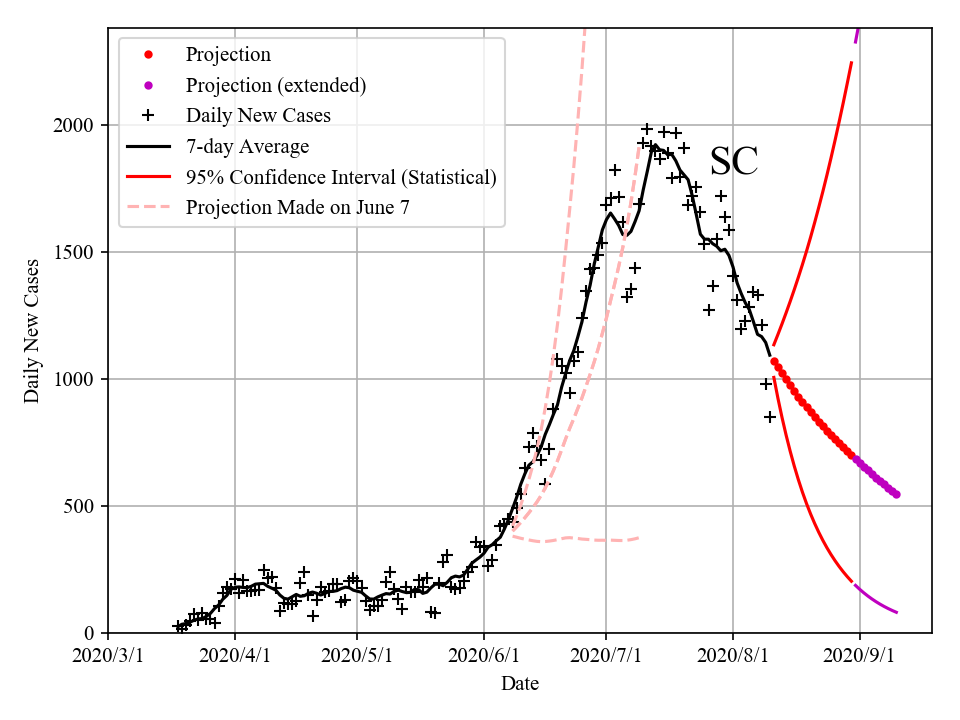 Projection
Projection (extended)
Daily New Cases
7-day Average
95% Confidence Interval (Statistical)
Projection Made on June 7
SC
2000
1500
1000
500
0
Daily New Cases
2020/3/1 2020/4/1 2020/5/1 2020/6/1 2020/7/1 2020/8/1 2020/9/1
Date